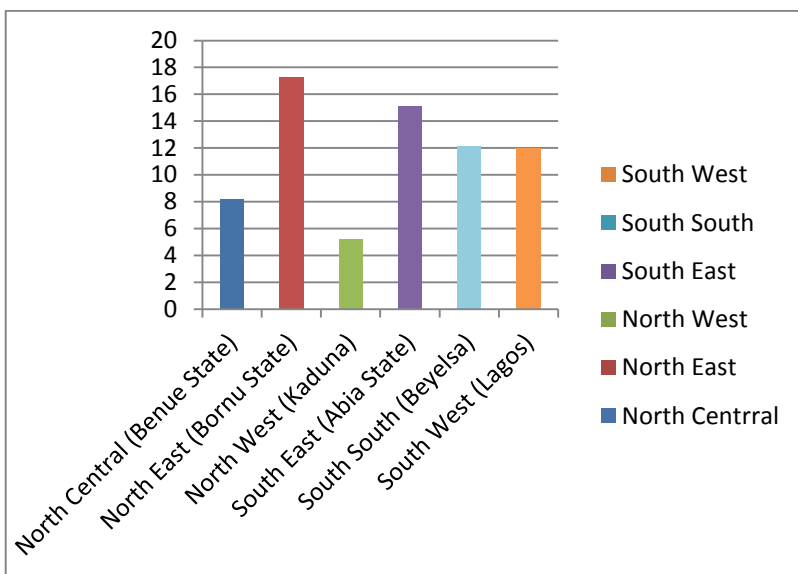 20
18
16
14
12
10
8
6
4
2
0
North Central (Benue State)
North East (Bornu State)
North West (Kaduna)
South East (Abia State)
South South (Beyelsa)
South West (Lagos)
South West
South South
South East
North West
North East
North Centrral